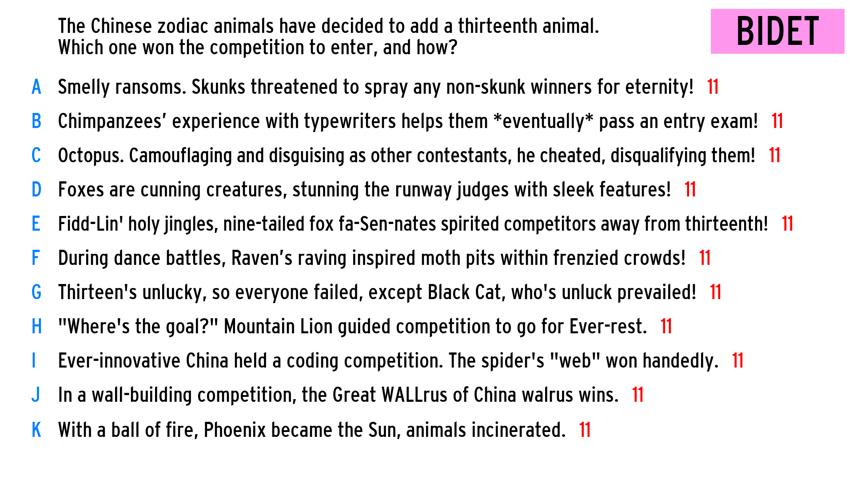 The Chinese zodiac animals have decided to add a thirteenth animal.
Which one won the competition to enter, and how?
BIDET
A Smelly ransoms. Skunks threatened to spray any non-skunk winners for eternity! 11
B Chimpanzees' experience with typewriters helps them *eventually* pass an entry exam! 11
C Octopus. Camouflaging and disguising as other contestants, he cheated, disqualifying them! 11
D Foxes are cunning creatures, stunning the runway judges with sleek features! 11
E Fidd-Lin' holy jingles, nine-tailed fox fa-Sen-nates spirited competitors away from thirteenth! 11
F During dance battles, Raven's raving inspired moth pits within frenzied crowds! 11
G Thirteen's unlucky, so everyone failed, except Black Cat, who's unluck prevailed! 11
H "Where's the goal?" Mountain Lion guided competition to go for Ever-rest. 11
I Ever-innovative China held a coding competition. The spider's "web" won handedly. 11
J In a wall-building competition, the Great WALLrus of China walrus wins. 11
K With a ball of fire, Phoenix became the Sun, animals incinerated. 11